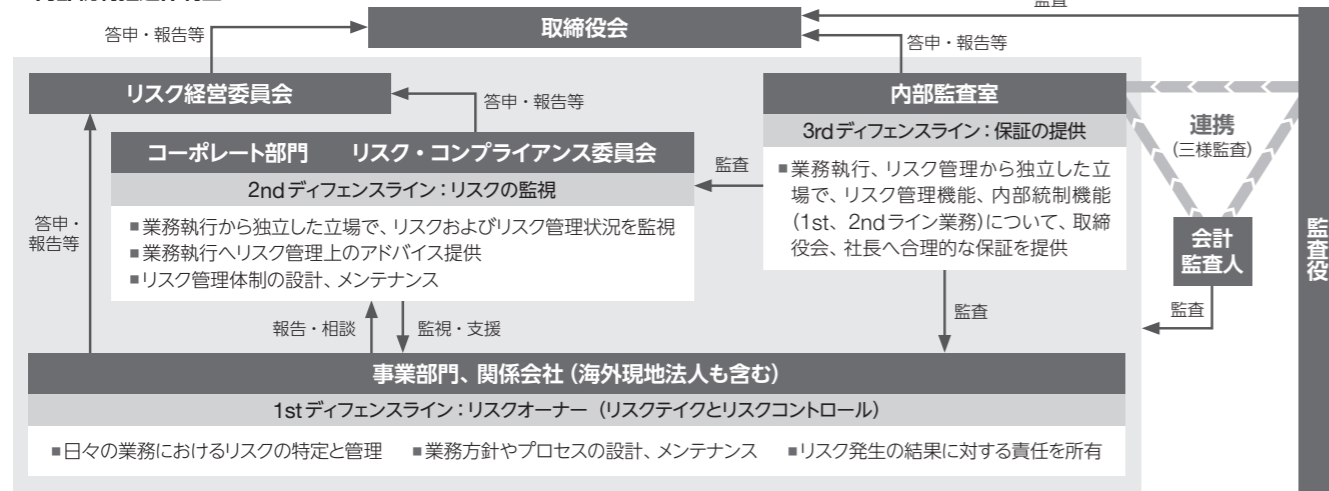 監査
取締役会
答申・報告等
答申・報告等
リスク経営委員会
答申・報告等
内部監査室
3rdディフェンスライン：保証の提供
■業務執行、リスク管理から独立した立
場で、リスク管理機能、内部統制機能
(1st、2ndライン業務)について、取締
役会、社長へ合理的な保証を提供
連携
(三様監査)
会計
監査人
監査
監査役
コーポレート部門 リスク・コンプライアンス委員会
2ndディフェンスライン：リスクの監視
■業務執行から独立した立場で、リスクおよびリスク管理状況を監視
■業務執行へリスク管理上のアドバイス提供
■リスク管理体制の設計、メンテナンス
監査
答申・
報告等
報告・相談
監視・支援
監査
事業部門、関係会社（海外現地法人も含む）
1stディフェンスライン：リスクオーナー（リスクテイクとリスクコントロール）
■日々の業務におけるリスクの特定と管理 ■業務方針やプロセスの設計、メンテナンス ■リスク発生の結果に対する責任を所有